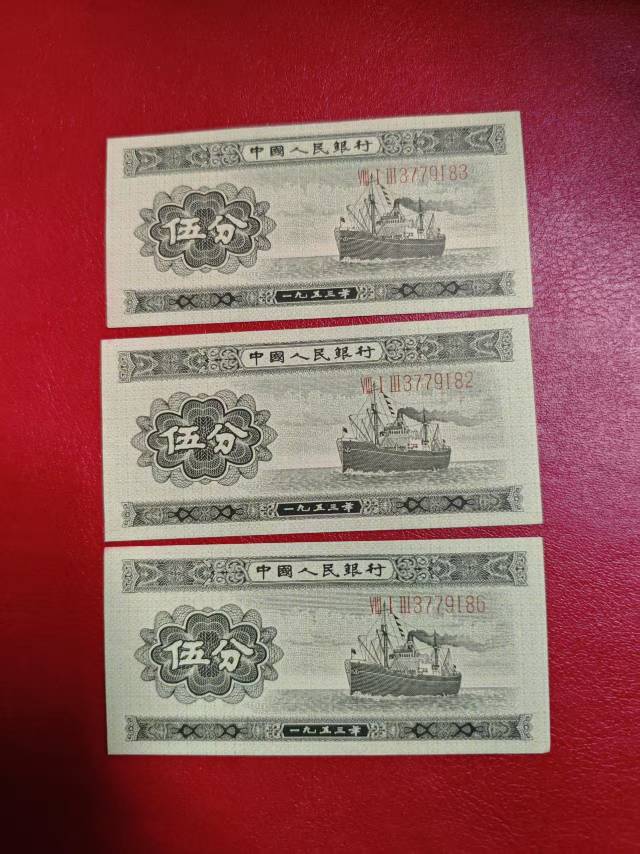 中國人民銀行
VIII I III 3779183
伍分
一九五三年
中國人民銀行
VIII I III 3779182
伍分
一九五三年
中國人民銀行
VIII I III 3779186
伍分
一九五三年